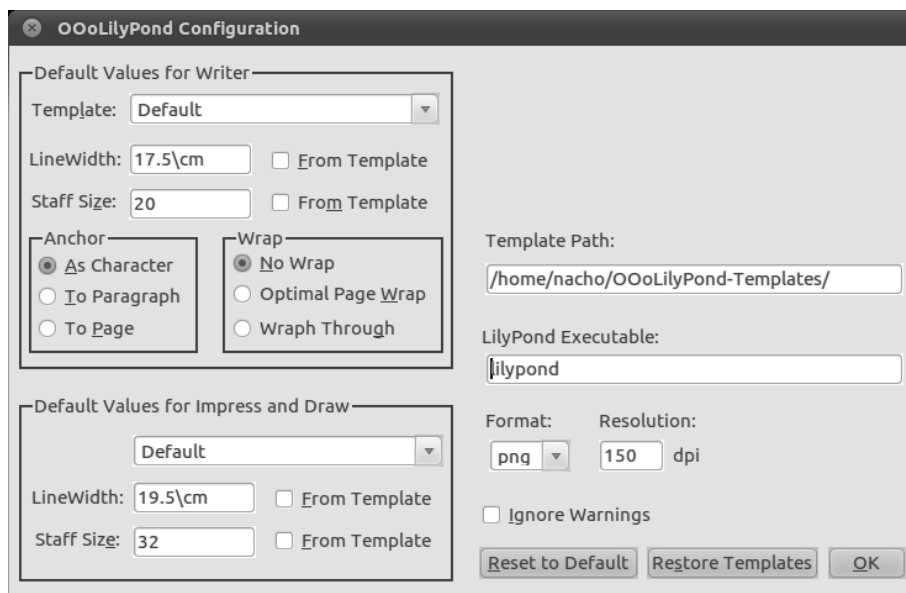 OOoLilyPond Configuration
Default Values for Writer
Template: Default
LineWidth: 17.5\cm From Template
Staff Size: 20 From Template
Anchor
As Character
To Paragraph
To Page
Wrap
No Wrap
Optimal Page Wrap
Wraph Through
Default Values for Impress and Draw
Default
LineWidth: 19.5\cm From Template
Staff Size: 32 From Template
Template Path:
/home/nacho/OOoLilyPond-Templates/
LilyPond Executable:
lilypond
Format: Resolution:
png 150 dpi
Ignore Warnings
Reset to Default Restore Templates OK